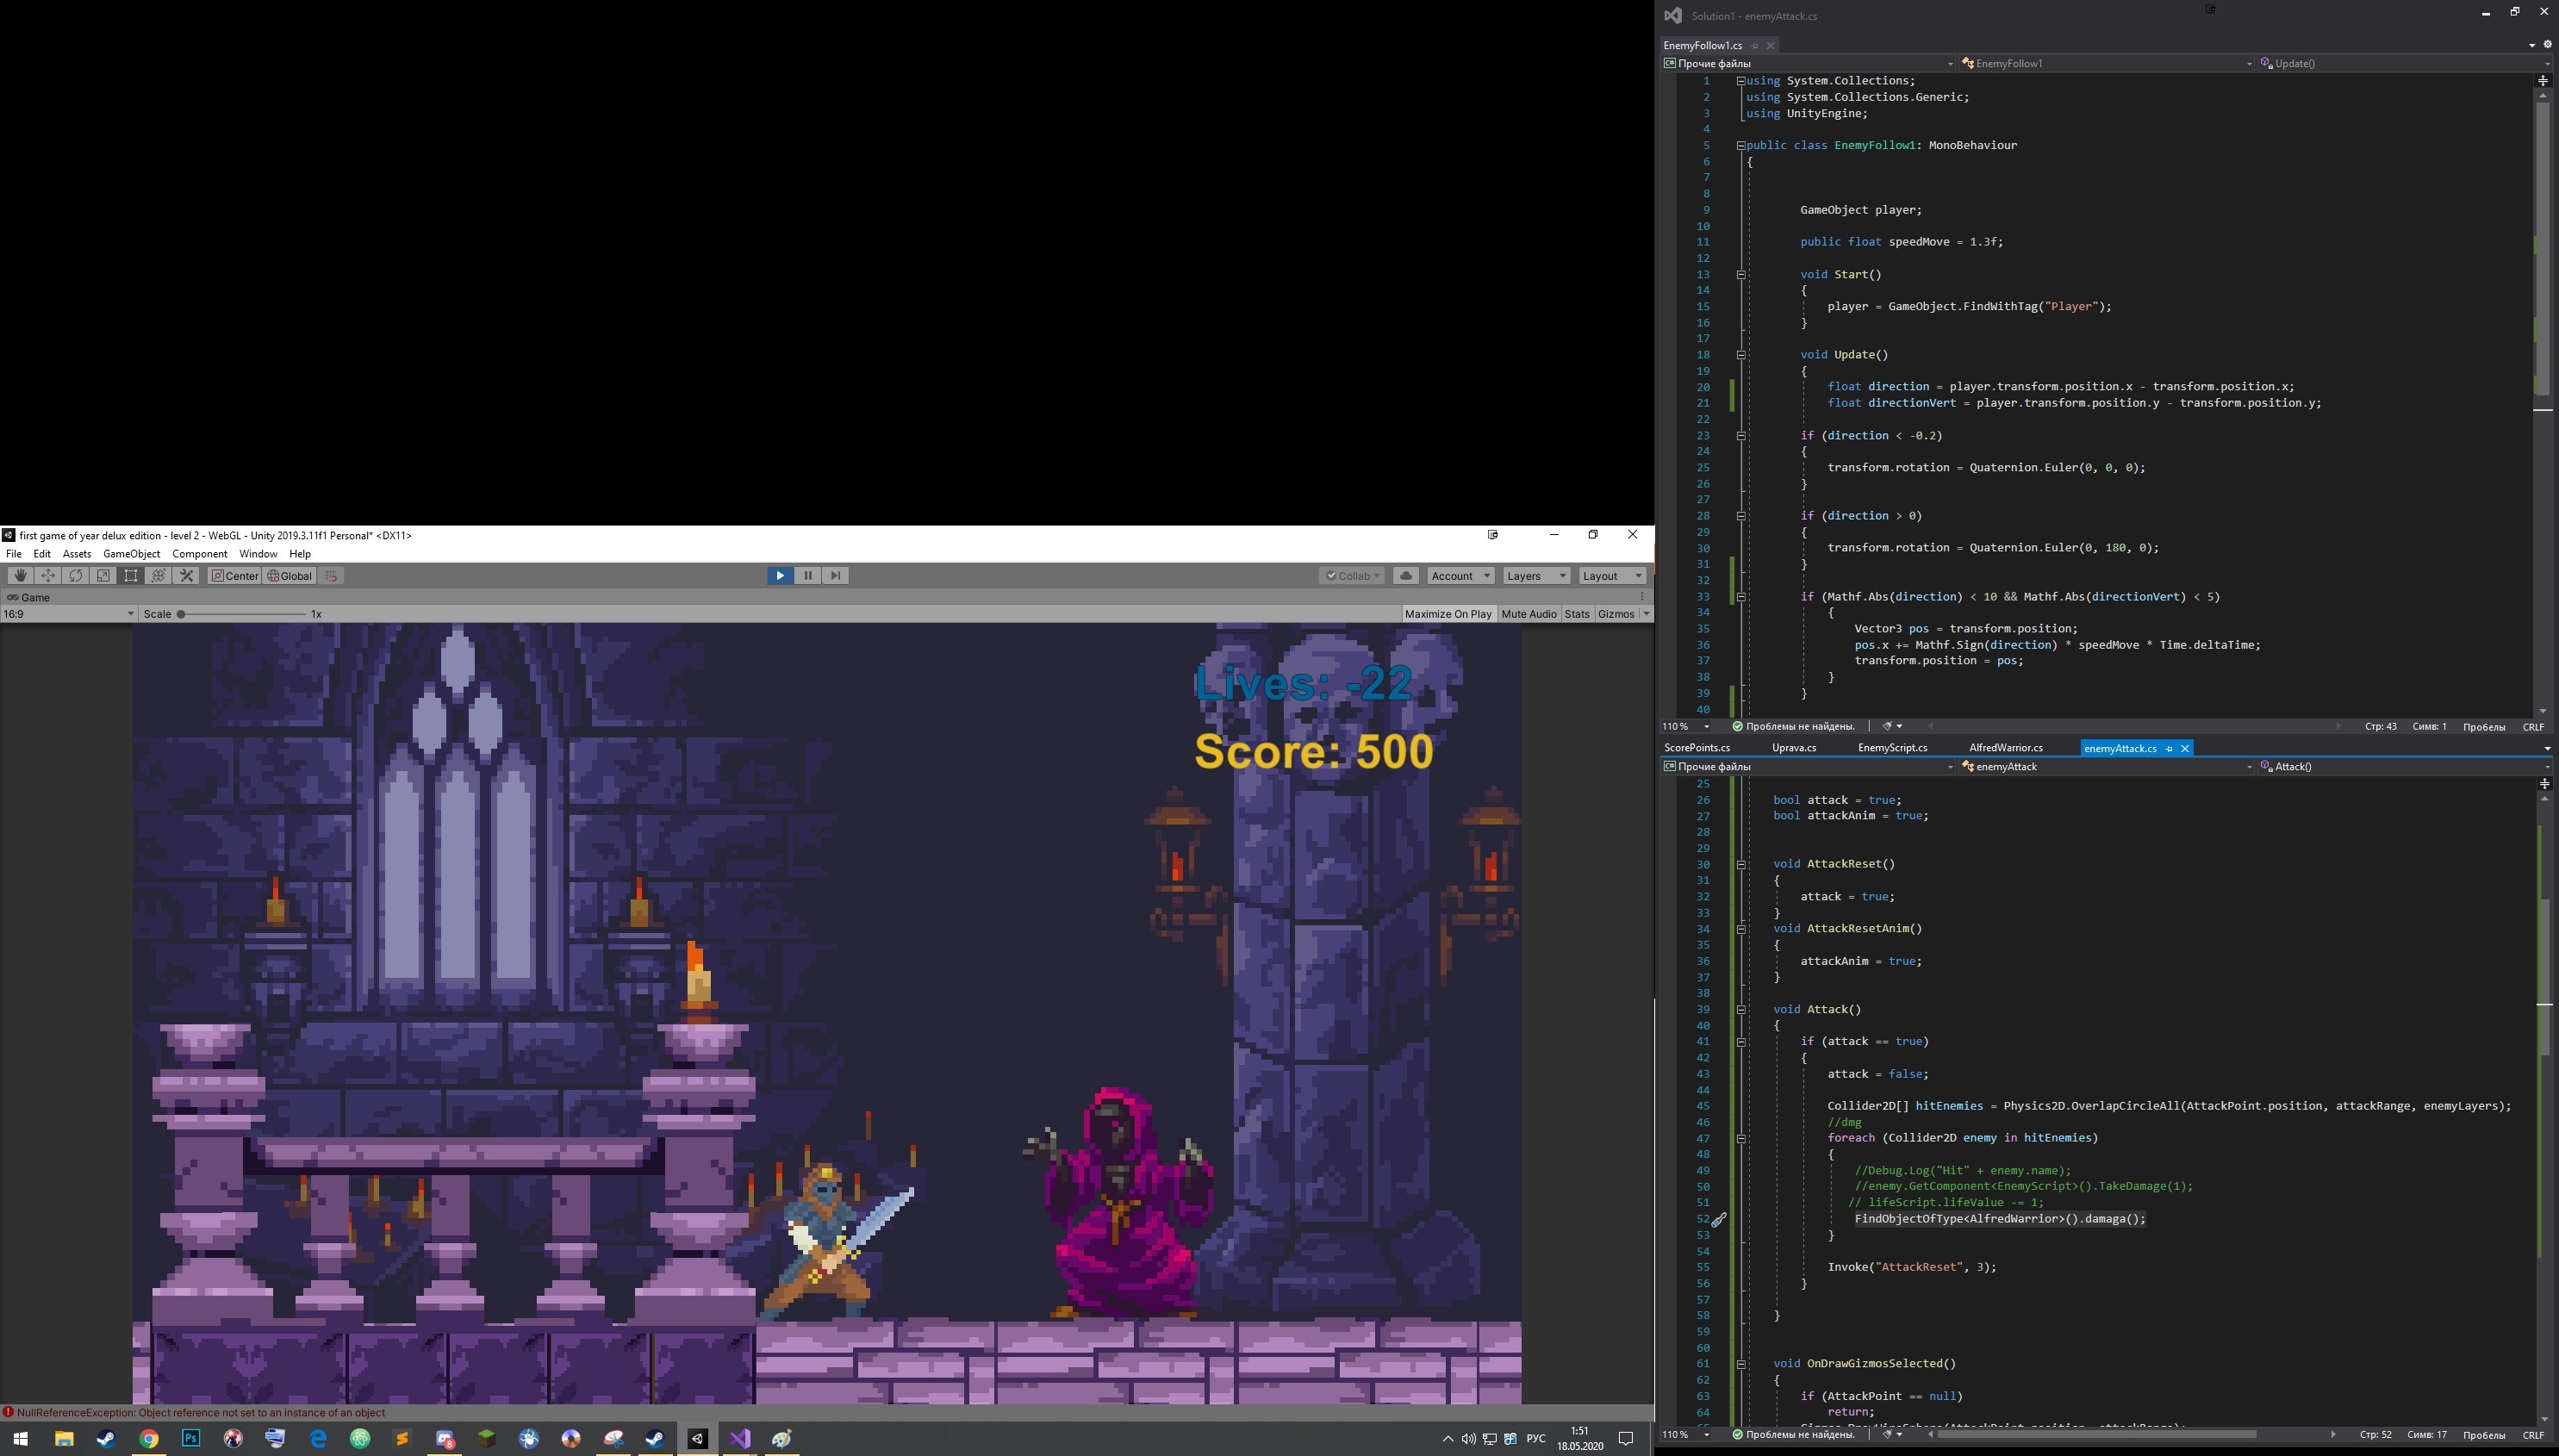 first game of year delux edition - level 2 - WebGL - Unity 2019.3.11f1 Personal* <DX11>
File Edit Assets GameObject Component Window Help
Center Global Collab Account Layers Layout
Game
16:9 Scale 1x Maximize On Play Mute Audio Stats Gizmos
Lives: -22
Score: 500
NullReferenceException: Object reference not set to an instance of an object
Ps 8 РУС 1:51
18.05.2020
Solution1 - enemyAttack.cs
EnemyFollow1.cs
Прочие файлы EnemyFollow1 Update()
1 using System.Collections;
2 using System.Collections.Generic;
3 using UnityEngine;
4
5 public class EnemyFollow1: MonoBehaviour
6 {
7
8
9 GameObject player;
10
11 public float speedMove = 1.3f;
12
13 void Start()
14 {
15 player = GameObject.FindWithTag("Player");
16 }
17
18 void Update()
19 {
20 float direction = player.transform.position.x - transform.position.x;
21 float directionVert = player.transform.position.y - transform.position.y;
22
23 if (direction < -0.2)
24 {
25 transform.rotation = Quaternion.Euler(0, 0, 0);
26 }
27
28 if (direction > 0)
29 {
30 transform.rotation = Quaternion.Euler(0, 180, 0);
31 }
32
33 if (Mathf.Abs(direction) < 10 && Mathf.Abs(directionVert) < 5)
34 {
35 Vector3 pos = transform.position;
36 pos.x += Mathf.Sign(direction) * speedMove * Time.deltaTime;
37 transform.position = pos;
38 }
39 }
40
110 % Проблемы не найдены. Стр: 43 Симв: 1 Пробелы CRLF
ScorePoints.cs Uprava.cs EnemyScript.cs AlfredWarrior.cs enemyAttack.cs
Прочие файлы enemyAttack Attack()
25
26 bool attack = true;
27 bool attackAnim = true;
28
29
30 void AttackReset()
31 {
32 attack = true;
33 }
34 void AttackResetAnim()
35 {
36 attackAnim = true;
37 }
38
39 void Attack()
40 {
41 if (attack == true)
42 {
43 attack = false;
44
45 Collider2D[] hitEnemies = Physics2D.OverlapCircleAll(AttackPoint.position, attackRange, enemyLayers);
46 //dmg
47 foreach (Collider2D enemy in hitEnemies)
48 {
49 //Debug.Log("Hit" + enemy.name);
50 //enemy.GetComponent<EnemyScript>().TakeDamage(1);
51 // lifeScript.lifeValue -= 1;
52 FindObjectOfType<AlfredWarrior>().damaga();
53 }
54
55 Invoke("AttackReset", 3);
56 }
57
58 }
59
60
61 void OnDrawGizmosSelected()
62 {
63 if (AttackPoint == null)
64 return;
110 % Проблемы не найдены. Стр: 52 Симв: 17 Пробелы CRLF